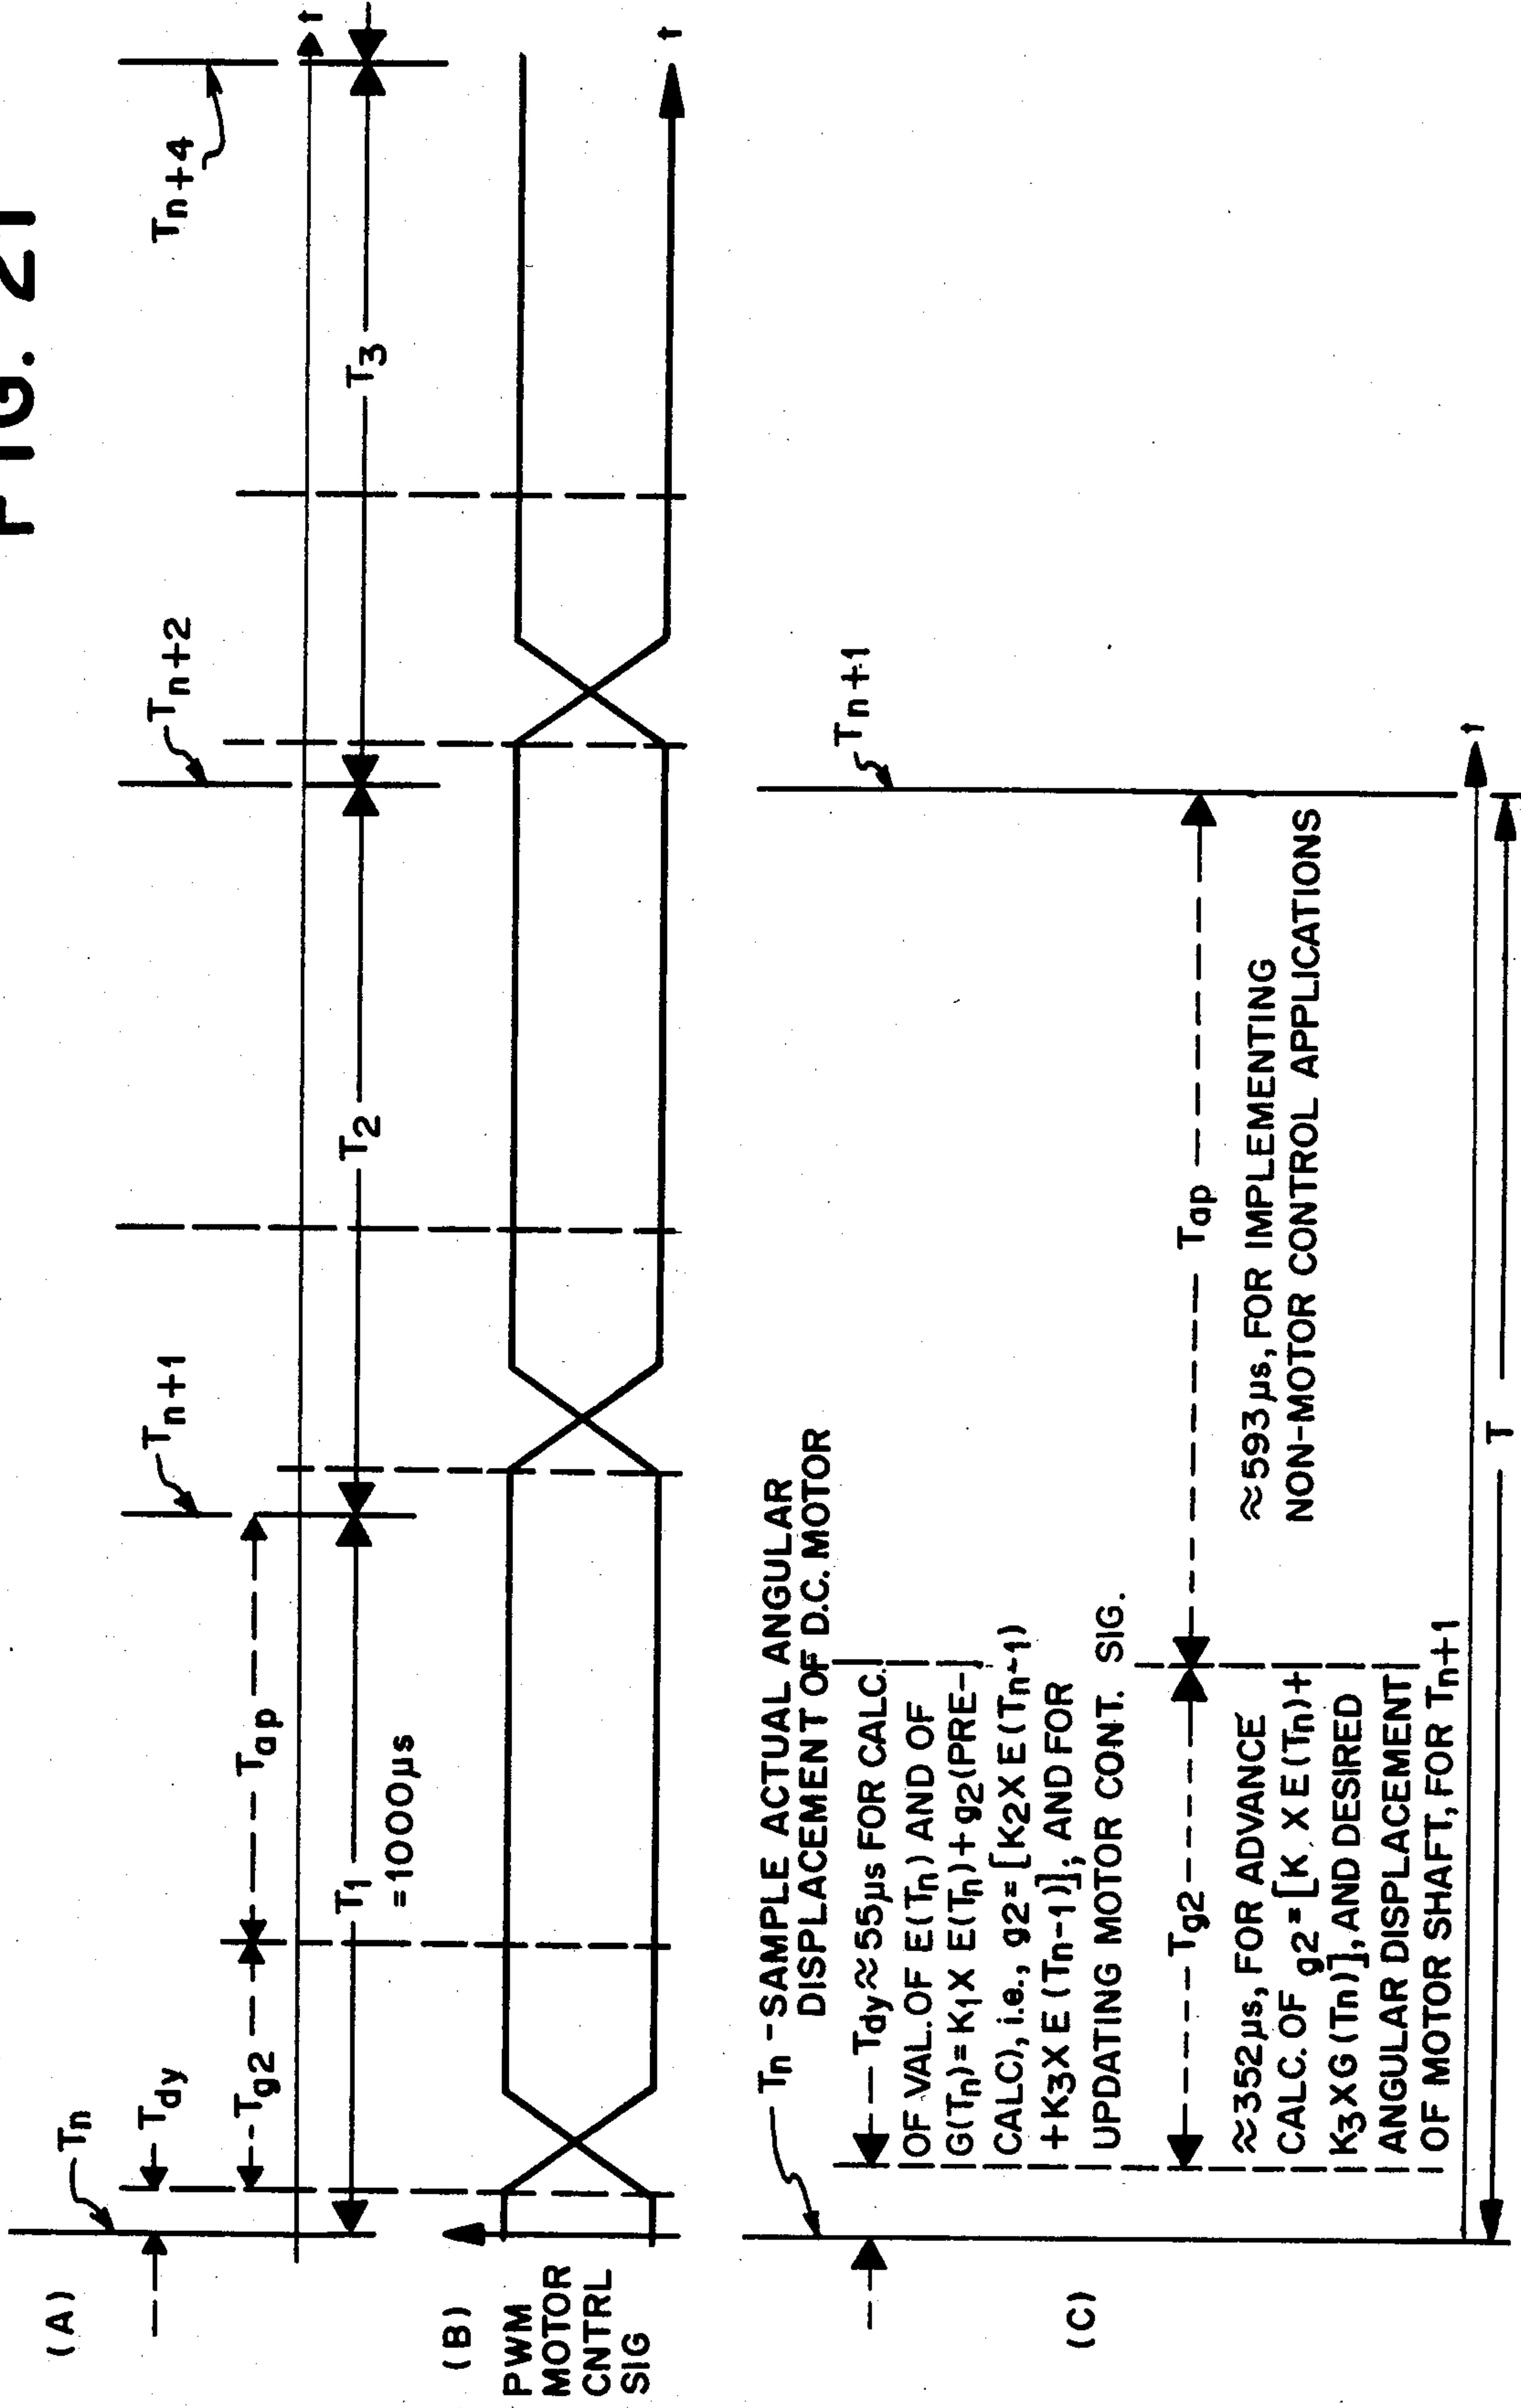 FIG. 21
(A)
Tn
Tdy
Tg2
Tap
Tn+1
Tn+2
Tn+4
t
T1
=1000µs
T2
T3
(B)
PWM
MOTOR
CNTRL
SIG
t
(C)
Tn -SAMPLE ACTUAL ANGULAR
DISPLACEMENT OF D.C. MOTOR
Tdy≈55µs FOR CALC.
OF VAL. OF E(Tn) AND OF
G(Tn)=K1X E(Tn)+g2(PRE-
CALC), i.e., g2=[K2X E(Tn-1)
+K3X E (Tn-1)], AND FOR
UPDATING MOTOR CONT. SIG.
Tn+1
Tg2
Tap
≈352µs, FOR ADVANCE
CALC. OF g2=[K X E(Tn)+
K3XG (Tn)], AND DESIRED
ANGULAR DISPLACEMENT
OF MOTOR SHAFT, FOR Tn+1
≈593µs, FOR IMPLEMENTING
NON-MOTOR CONTROL APPLICATIONS
t
T